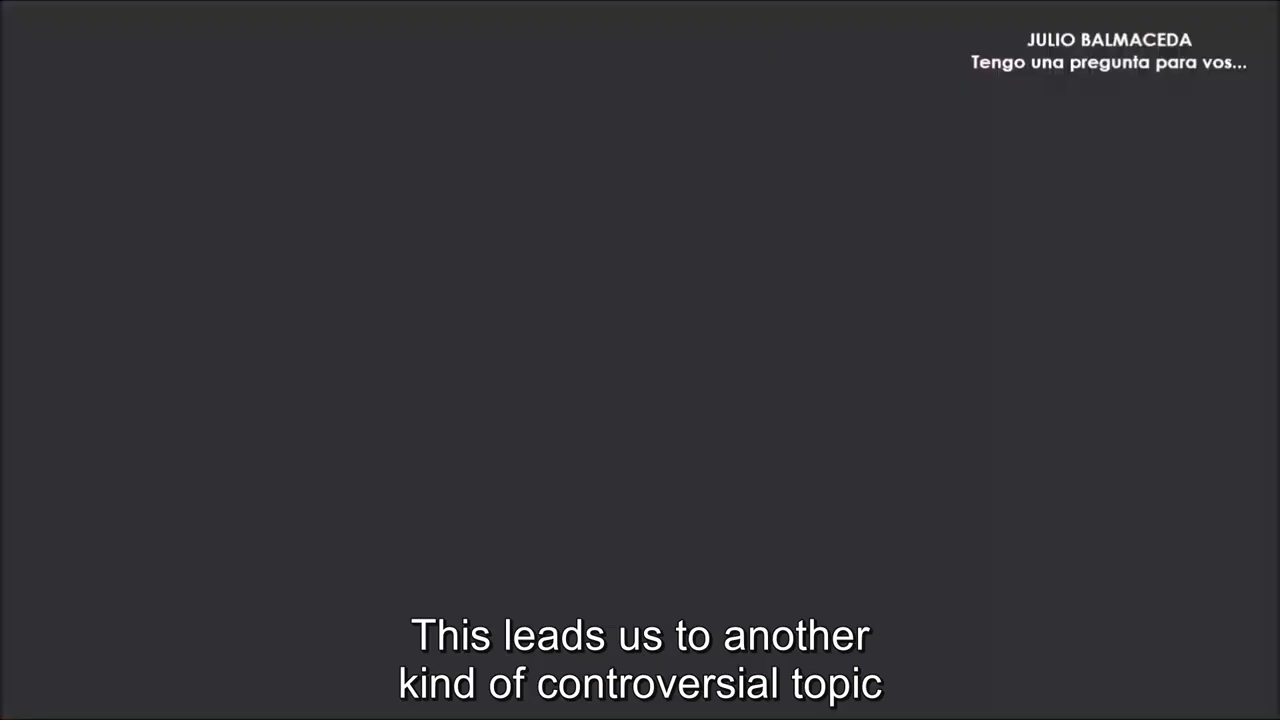 JULIO BALMACEDA
Tengo una pregunta para vos...
This leads us to another
kind of controversial topic